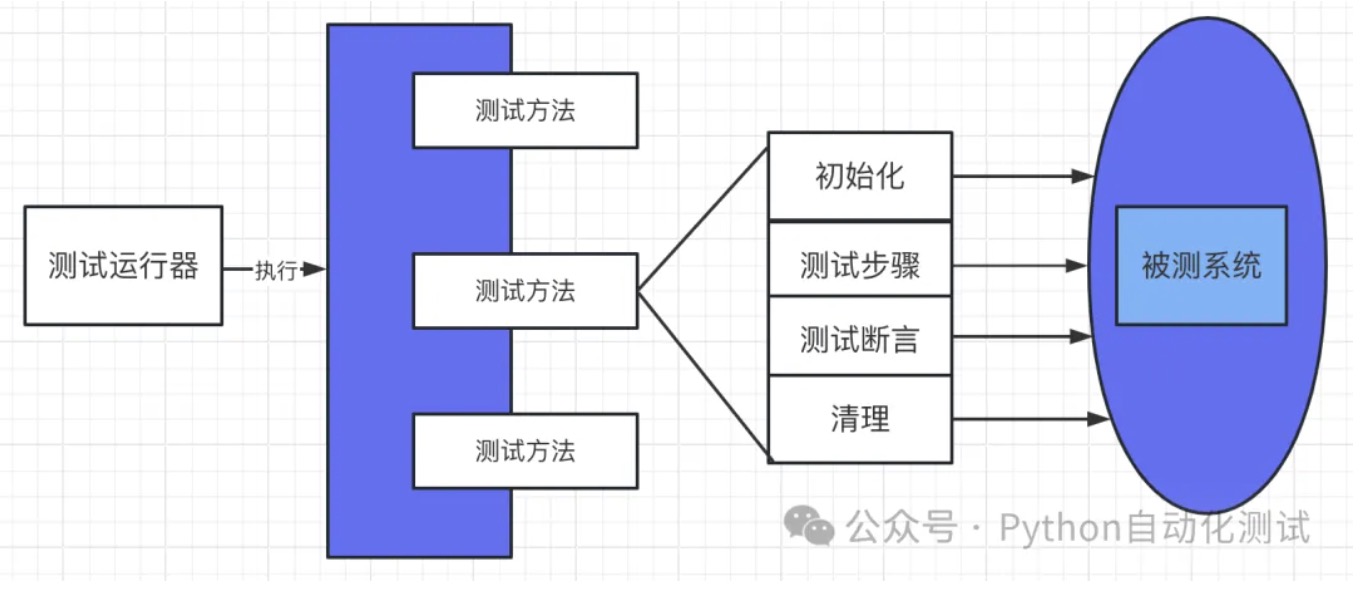 测试运行器
执行
测试方法
测试方法
测试方法
初始化
测试步骤
测试断言
清理
被测系统
公众号 · Python自动化测试